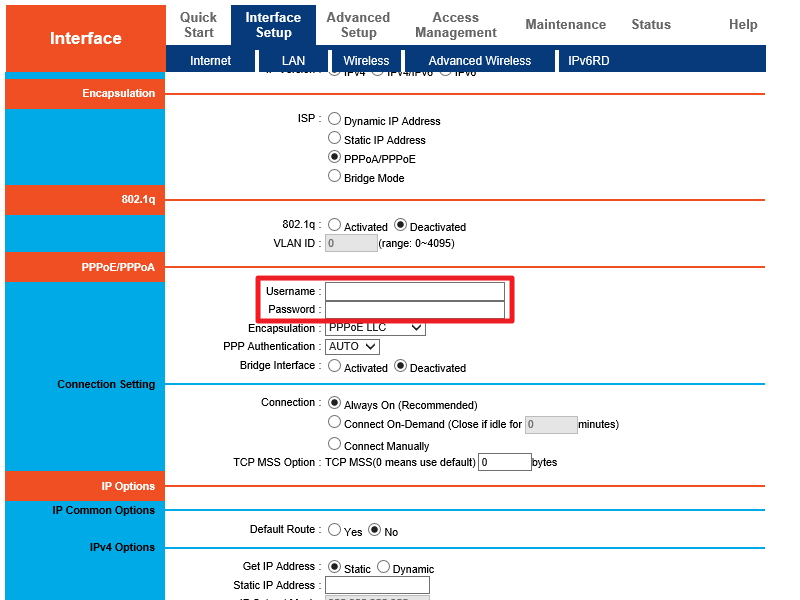 Interface
Quick Start
Interface Setup
Advanced Setup
Access Management
Maintenance
Status
Help
Internet
LAN
Wireless
Advanced Wireless
IPv6RD
IPv4 IPv4/IPv6 IPv6
Encapsulation
ISP : Dynamic IP Address
Static IP Address
PPPoA/PPPoE
Bridge Mode
802.1q
802.1q : Activated Deactivated
VLAN ID : 0 (range: 0~4095)
PPPoE/PPPoA
Username :
Password :
Encapsulation : PPPoE LLC
PPP Authentication : AUTO
Bridge Interface : Activated Deactivated
Connection Setting
Connection : Always On (Recommended)
Connect On-Demand (Close if idle for 0 minutes)
Connect Manually
TCP MSS Option : TCP MSS(0 means use default) 0 bytes
IP Options
IP Common Options
Default Route : Yes No
IPv4 Options
Get IP Address : Static Dynamic
Static IP Address :